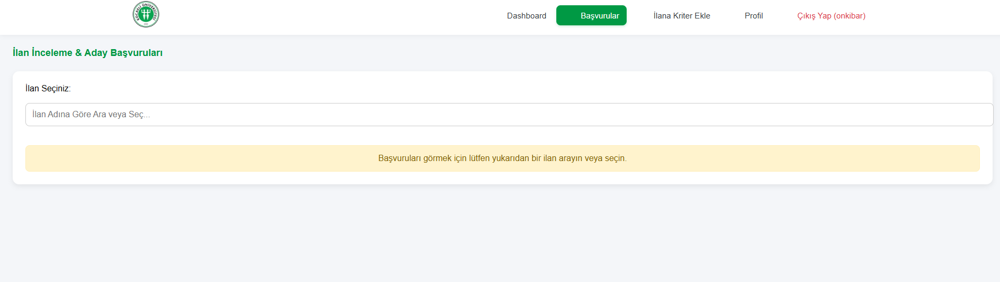 KOCAELİ ÜNİVERSİTESİ
1992
Dashboard
Başvurular
İlana Kriter Ekle
Profil
Çıkış Yap (onkibar)
İlan İnceleme & Aday Başvuruları
İlan Seçiniz:
İlan Adına Göre Ara veya Seç...
Başvuruları görmek için lütfen yukarıdan bir ilan arayın veya seçin.